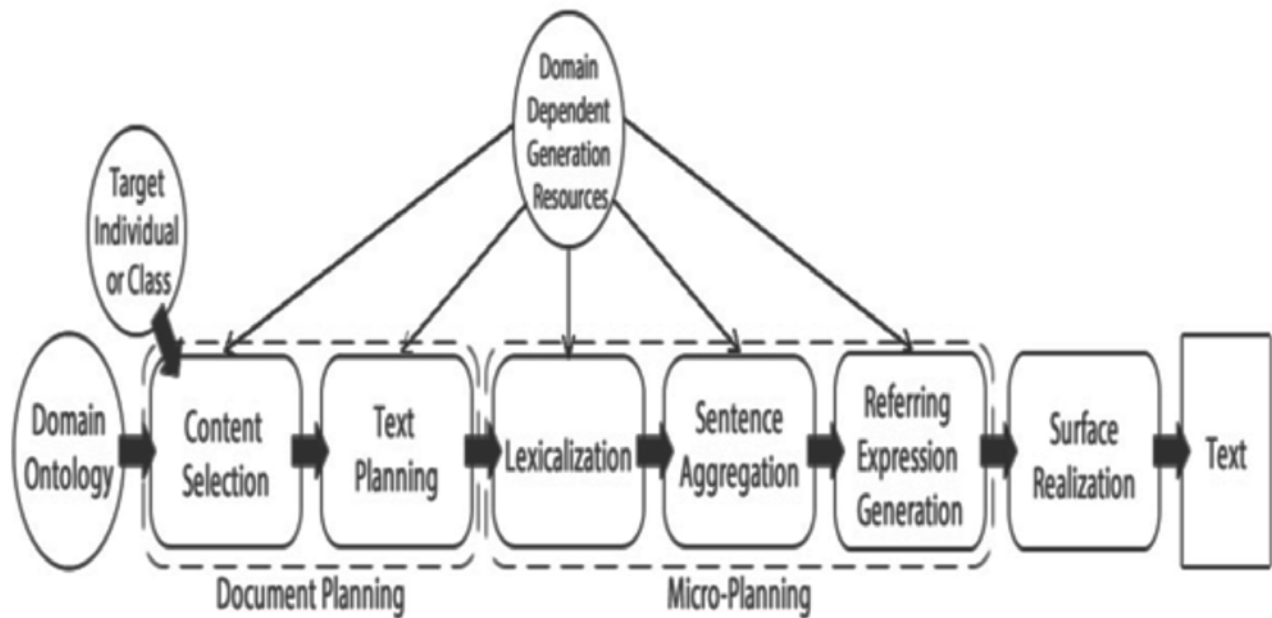 Domain
Dependent
Generation
Resources
Target
Individual
or Class
Domain
Ontology
Content
Selection
Text
Planning
Lexicalization
Sentence
Aggregation
Referring
Expression
Generation
Surface
Realization
Text
Document Planning
Micro-Planning